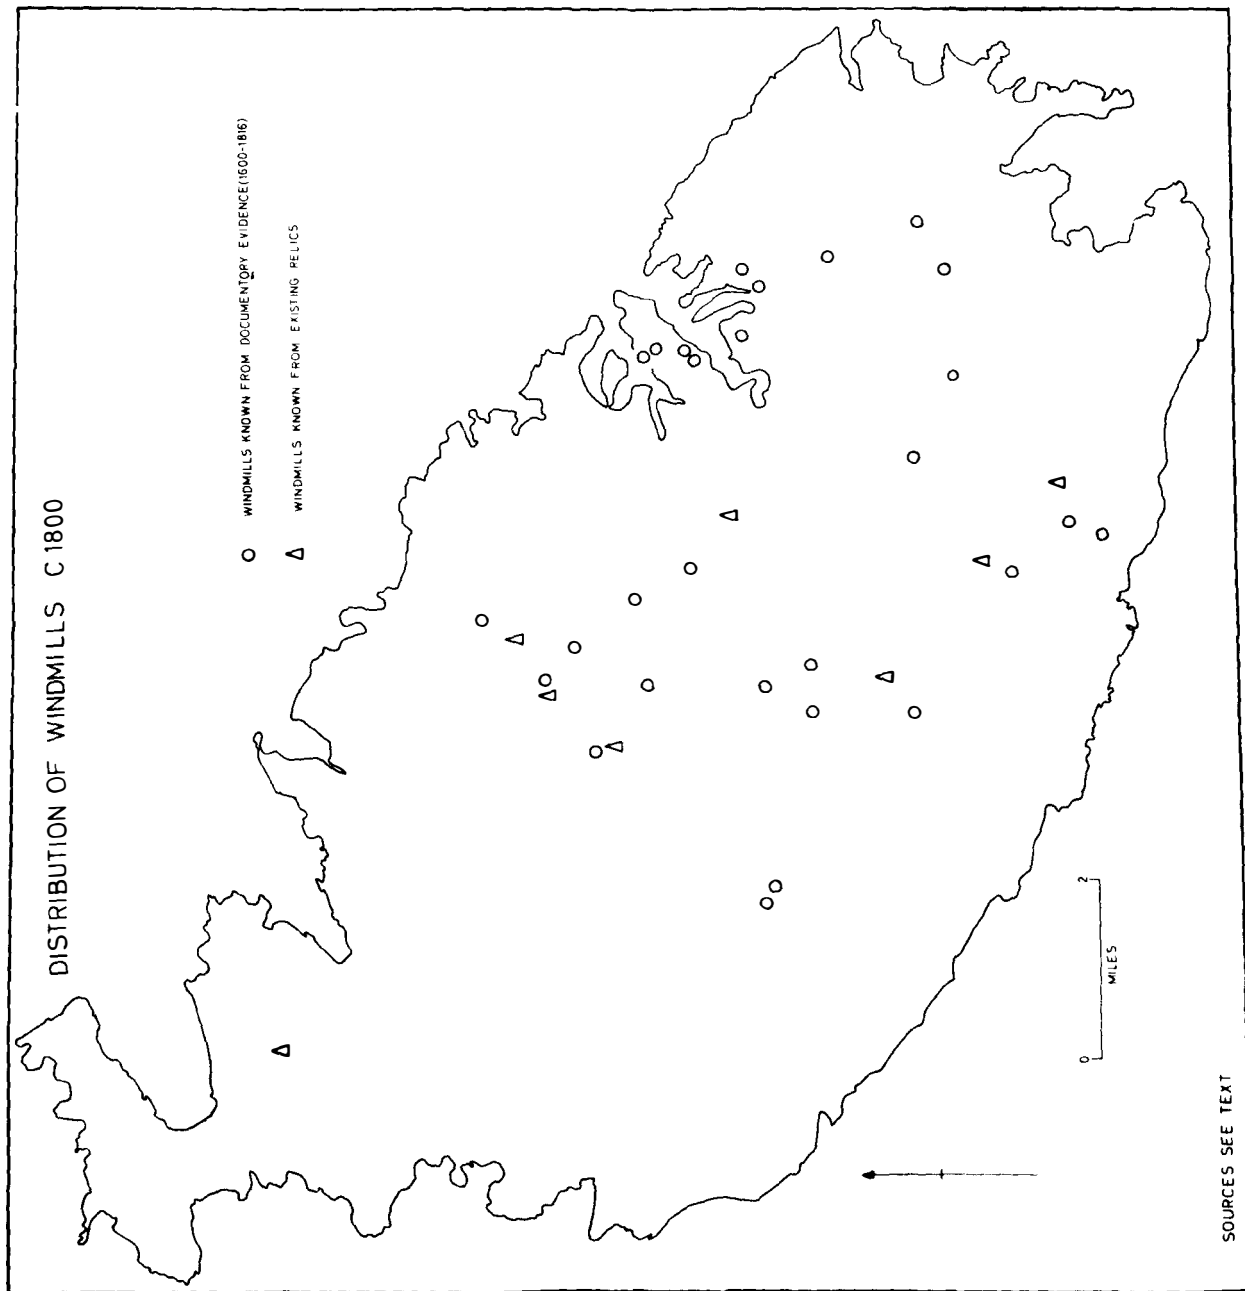 DISTRIBUTION OF WINDMILLS C 1800
WINDMILLS KNOWN FROM DOCUMENTORY EVIDENCE (1600-1816)
WINDMILLS KNOWN FROM EXISTING RELICS
0 2
MILES
SOURCES SEE TEXT